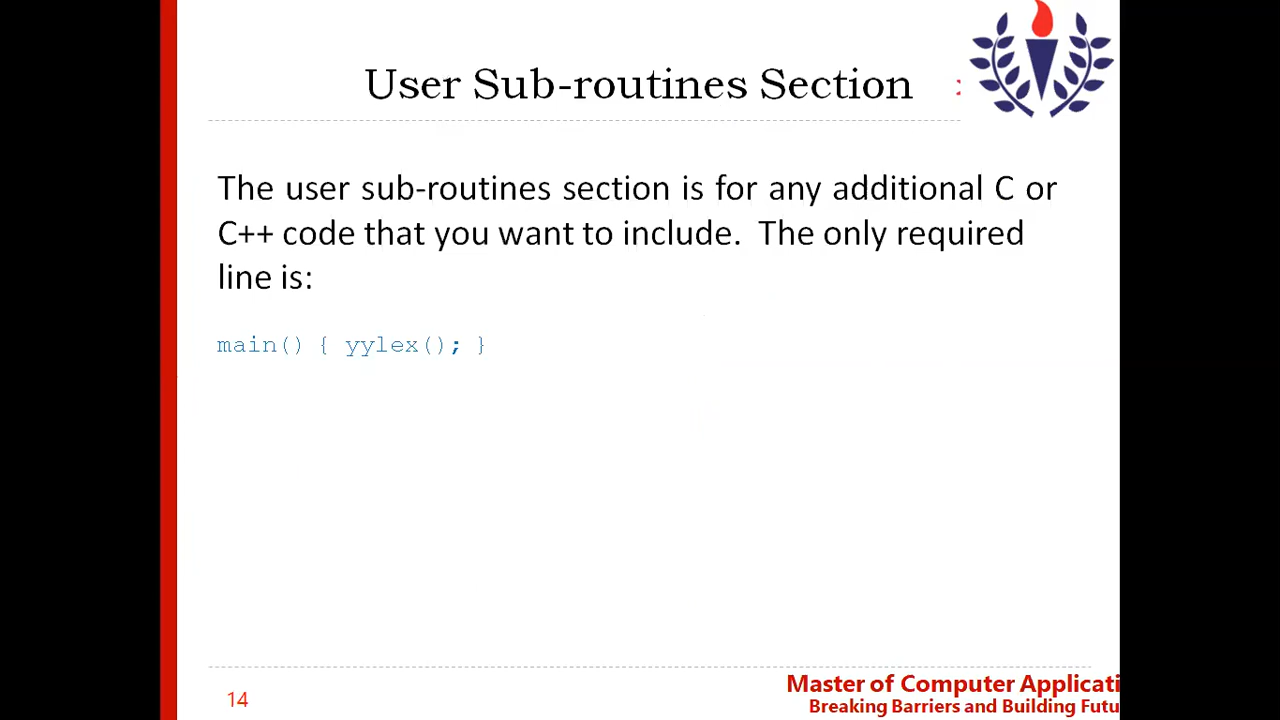 User Sub-routines Section
The user sub-routines section is for any additional C or
C++ code that you want to include. The only required
line is:
main() { yylex(); }
14
Master of Computer Applicati
Breaking Barriers and Building Futu